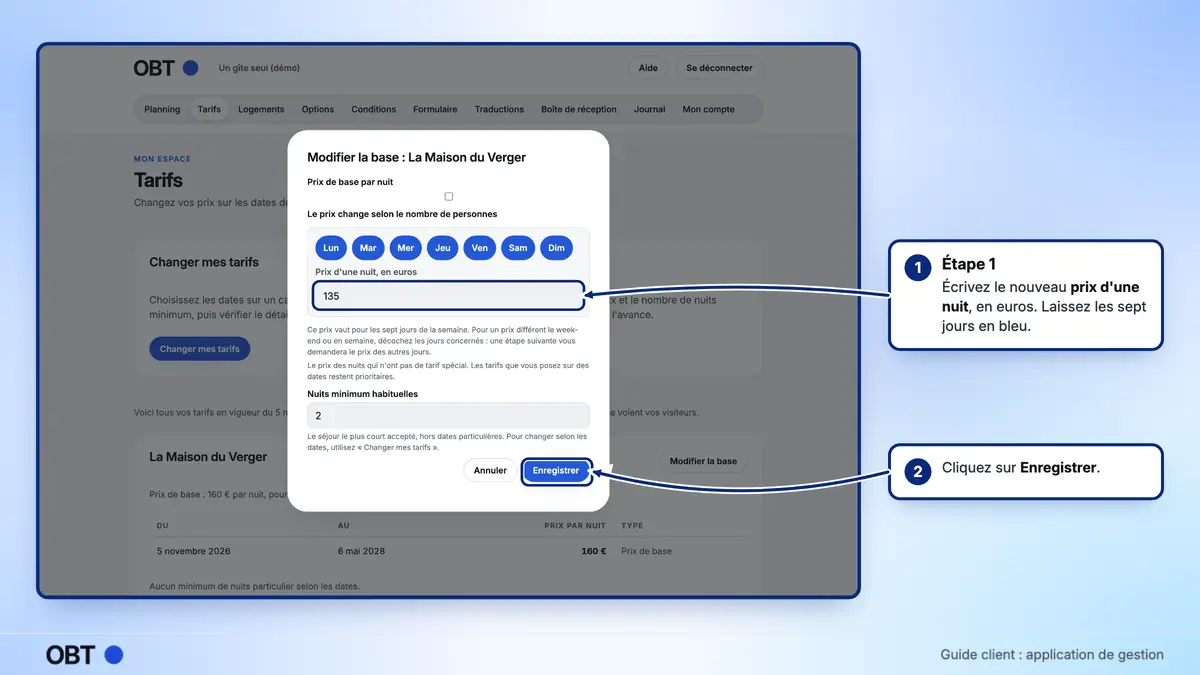 OBT
Un gîte seul (démo)
Aide
Se déconnecter
Planning
Tarifs
Logements
Options
Conditions
Formulaire
Traductions
Boîte de réception
Journal
Mon compte
MON ESPACE
Tarifs
Changez vos prix sur les dates de
Changer mes tarifs
Choisissez les dates sur un ca
x et le nombre de nuits
minimum, puis vérifier le détai
l'avance.
Changer mes tarifs
Voici tous vos tarifs en vigueur du 5 n
e voient vos visiteurs.
La Maison du Verger
Modifier la base
Prix de base : 160 € par nuit, pour
DU
AU
PRIX PAR NUIT
TYPE
5 novembre 2026
6 mai 2028
160 €
Prix de base
Aucun minimum de nuits particulier selon les dates.
Modifier la base : La Maison du Verger
Prix de base par nuit
Le prix change selon le nombre de personnes
Lun
Mar
Mer
Jeu
Ven
Sam
Dim
Prix d'une nuit, en euros
135
Ce prix vaut pour les sept jours de la semaine. Pour un prix différent le week-
end ou en semaine, décochez les jours concernés : une étape suivante vous
demandera le prix des autres jours.
Le prix des nuits qui n'ont pas de tarif spécial. Les tarifs que vous posez sur des
dates restent prioritaires.
Nuits minimum habituelles
2
Le séjour le plus court accepté, hors dates particulières. Pour changer selon les
dates, utilisez « Changer mes tarifs ».
Annuler
Enregistrer
1
Étape 1
Écrivez le nouveau prix d'une
nuit, en euros. Laissez les sept
jours en bleu.
2
Cliquez sur Enregistrer.
OBT
Guide client : application de gestion